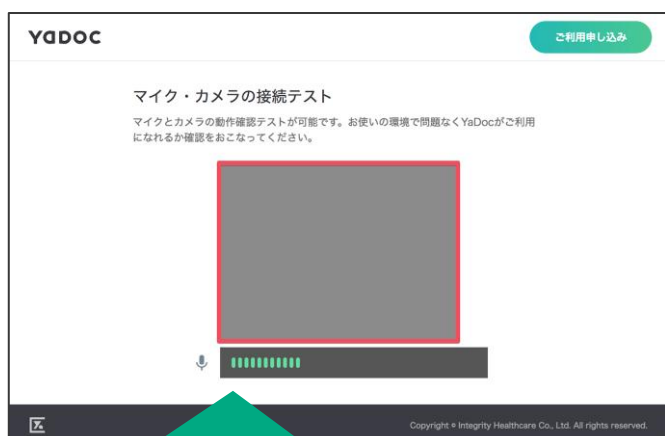 YaDOC
ご利用申し込み
マイク・カメラの接続テスト
マイクとカメラの動作確認テストが可能です。お使いの環境で問題なくYaDocがご利用
になれるか確認をおこなってください。
Copyright © Integrity Healthcare Co., Ltd. All rights reserved.